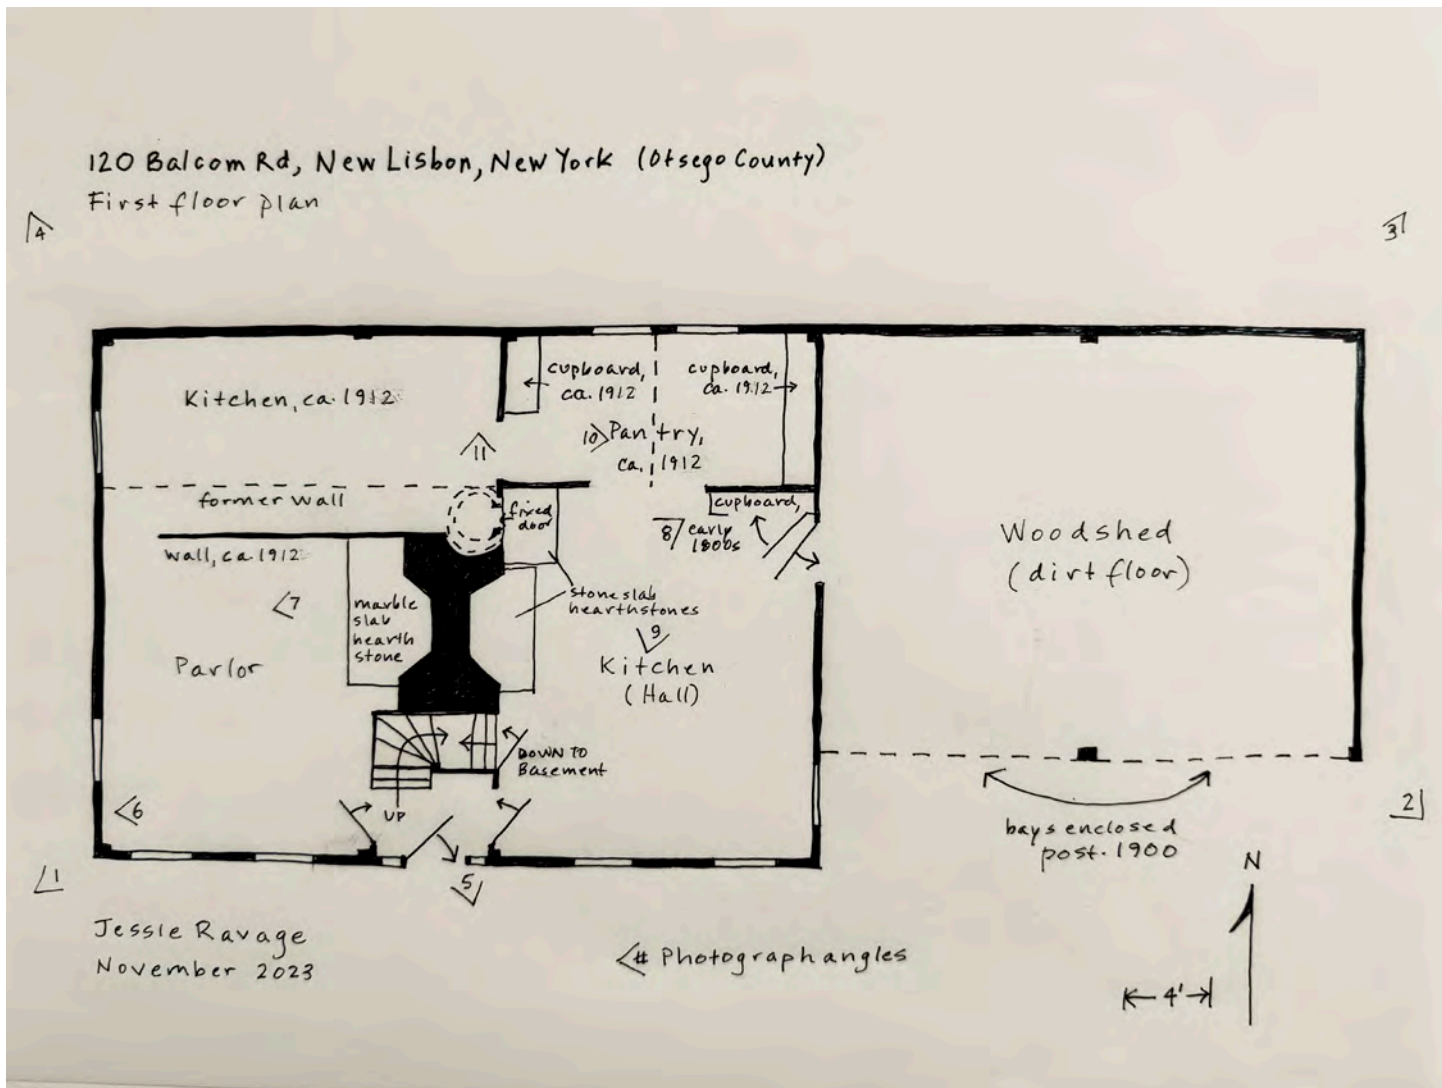 120 Balcom Rd, New Lisbon, New York (Otsego County)
First floor plan
4
3
Kitchen, ca. 1912
cupboard,
ca. 1912
cupboard,
ca. 1912
11
10
Pantry,
ca. 1912
former wall
fixed
door
cupboard,
early
1800s
8
Woodshed
(dirt floor)
wall, ca. 1912
7
marble
slab
hearth
stone
stone slab
hearthstones
9
Parlor
Kitchen
(Hall)
DOWN TO
Basement
UP
6
2
bays enclosed
post-1900
1
5
N
Jessie Ravage
November 2023
<# Photograph angles
4'